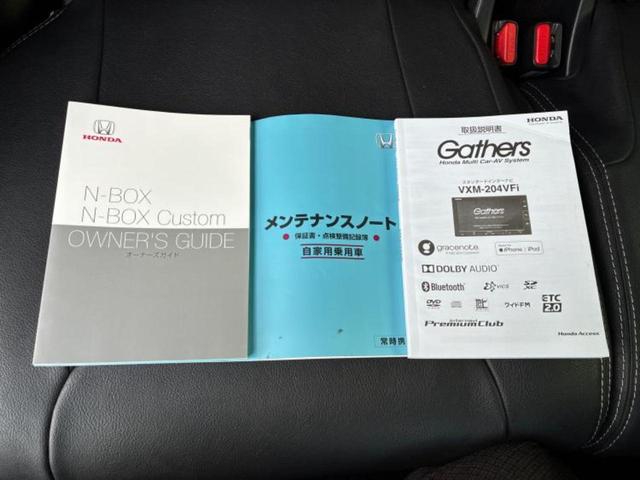 HONDA
N-BOX
N-BOX Custom
OWNER'S GUIDE
オーナーズガイド
メンテナンスノート
保証書・点検整備記録簿
自家用乗用車
常時携
HONDA
取扱説明書
Gathers
Honda Multi Car-AV System
スタンダードインターナビ
VXM-204VFi
Gathers
gracenote
iPhone | iPod
DOLBY AUDIO
Bluetooth
VICS
SD XC
DVD
ワイドFM
ETC 2.0
internavi
PremiumClub
Honda Access
PRESS